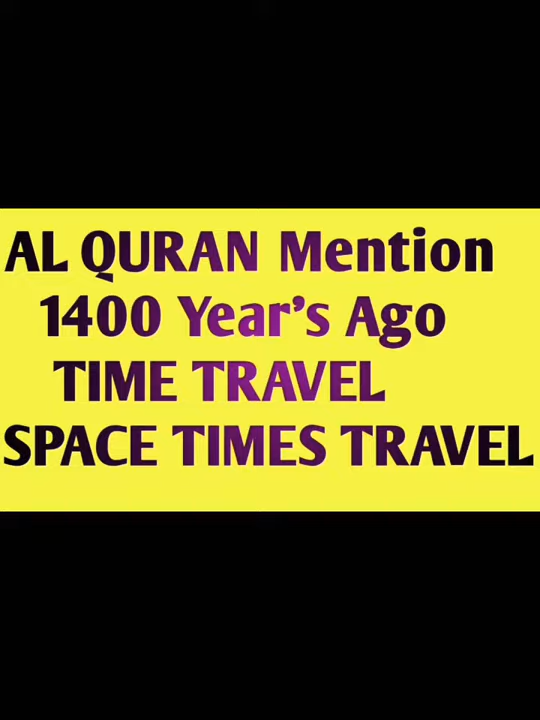 AL QURAN Mention
1400 Year's Ago
TIME TRAVEL
SPACE TIMES TRAVEL